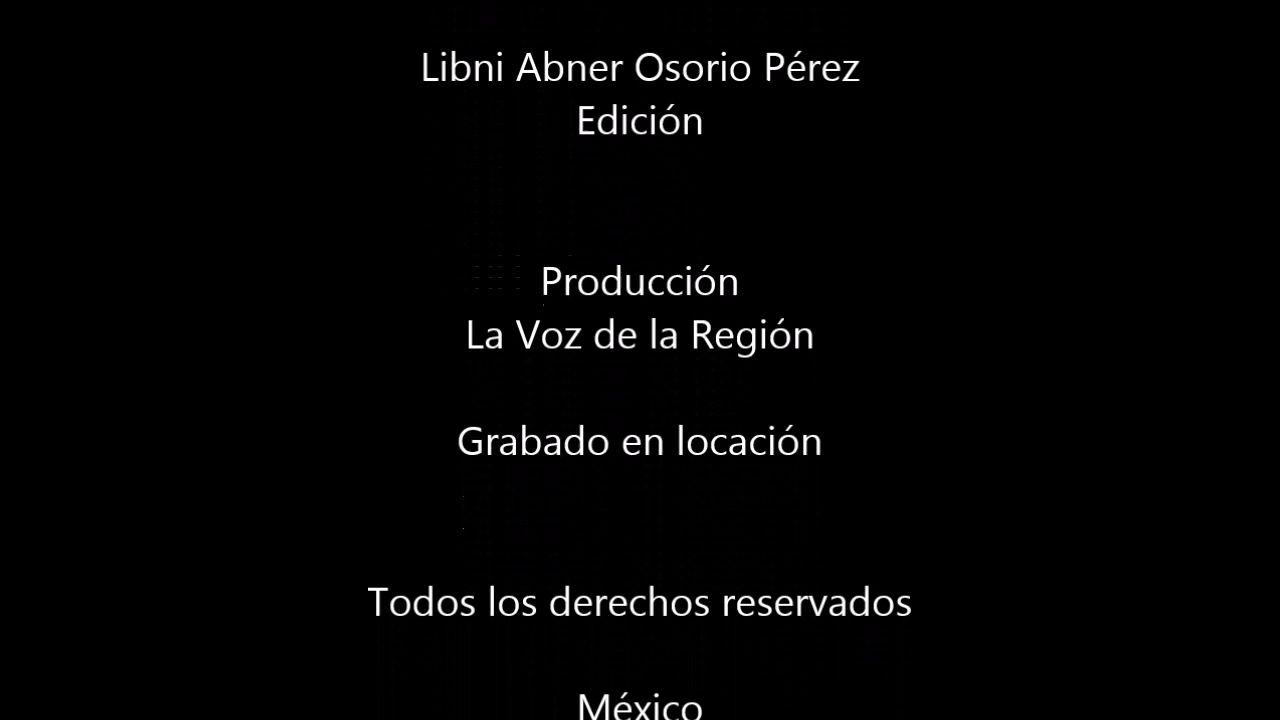 Libni Abner Osorio Pérez
Edición
Producción
La Voz de la Región
Grabado en locación
Todos los derechos reservados
México